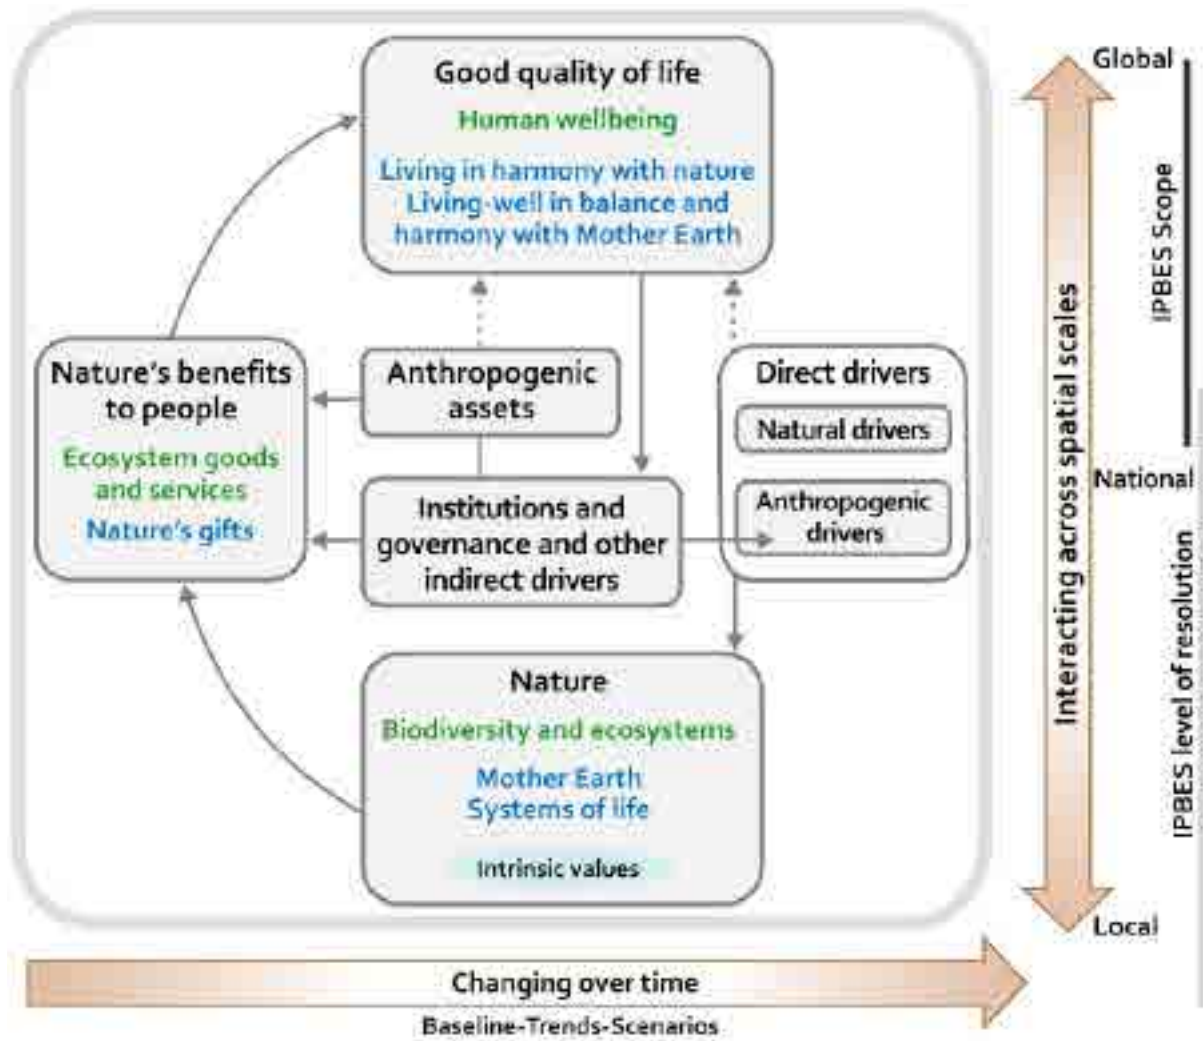 Good quality of life
Human wellbeing
Living in harmony with nature
Living-well in balance and
harmony with Mother Earth
Nature's benefits
to people
Ecosystem goods
and services
Nature's gifts
Anthropogenic
assets
Direct drivers
Natural drivers
Anthropogenic
drivers
Institutions and
governance and other
indirect drivers
Nature
Biodiversity and ecosystems
Mother Earth
Systems of life
Intrinsic values
Changing over time
Baseline-Trends-Scenarios
Interacting across spatial scales
Global
National
Local
IPBES Scope
IPBES level of resolution